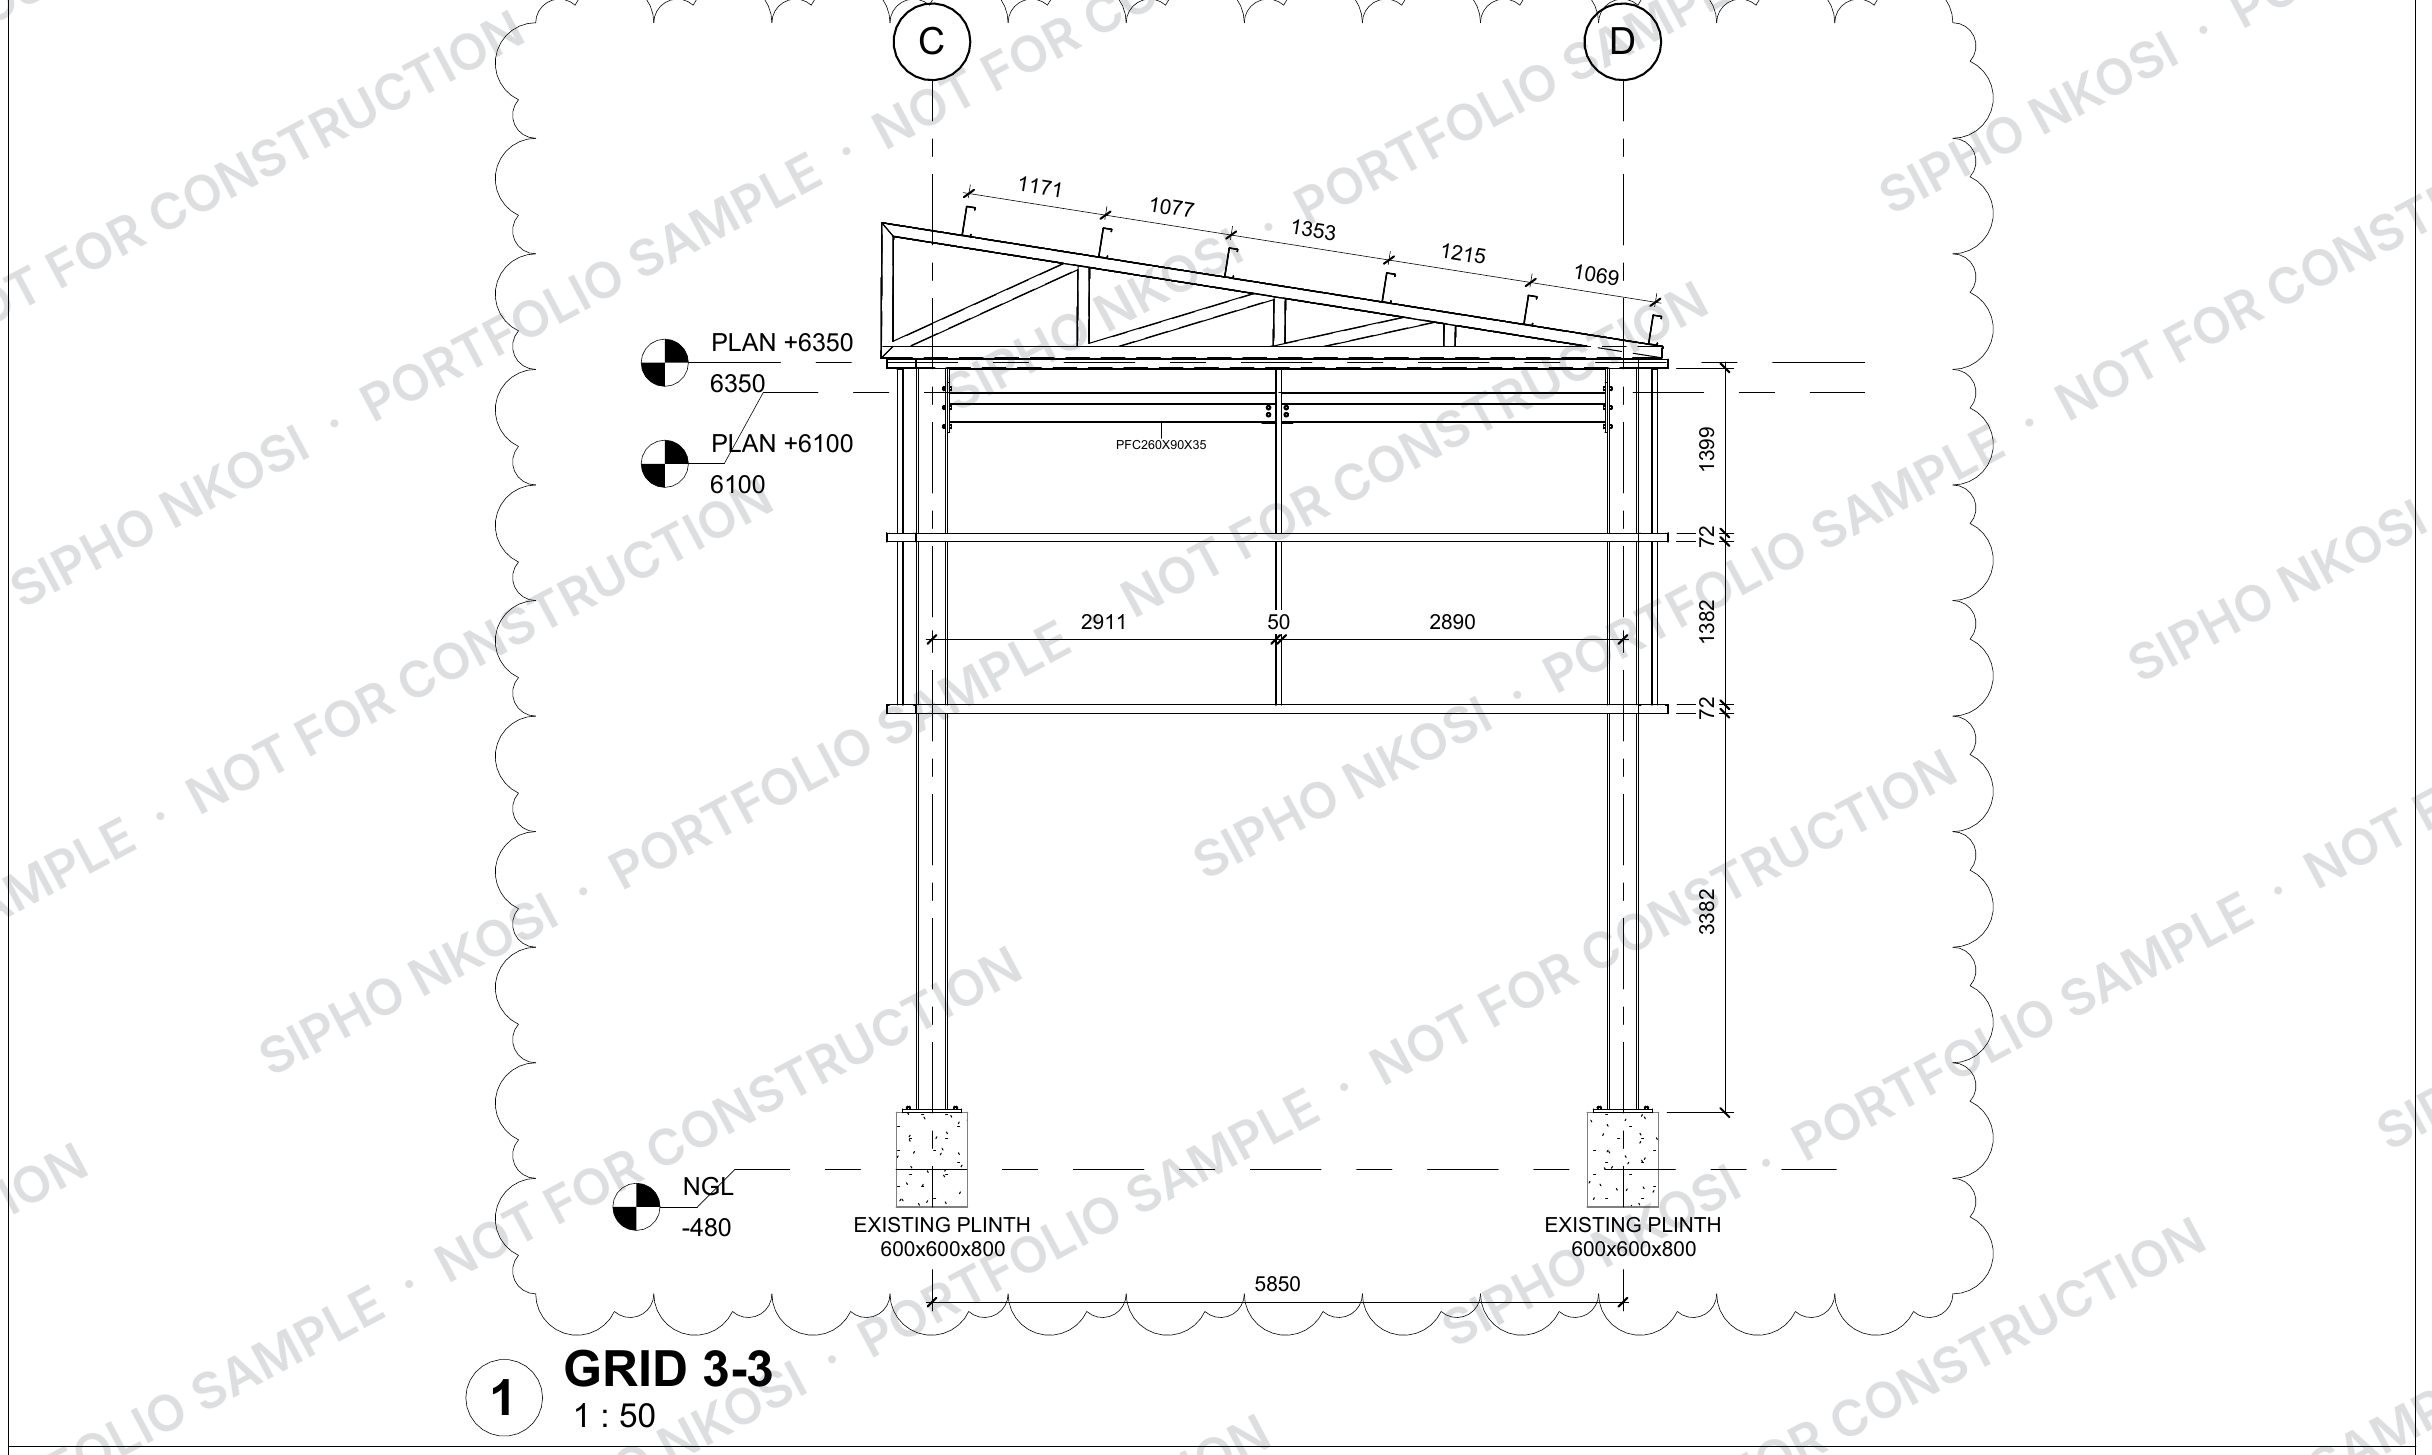 C
D
1171
1077
1353
1215
1069
PLAN +6350
6350
PLAN +6100
6100
PFC260X90X35
1399
72
1382
72
3382
2911
50
2890
NGL
-480
EXISTING PLINTH
600x600x800
EXISTING PLINTH
600x600x800
5850
1
GRID 3-3
1 : 50
SIPHO NKOSI · PORTFOLIO SAMPLE · NOT FOR CONSTRUCTION